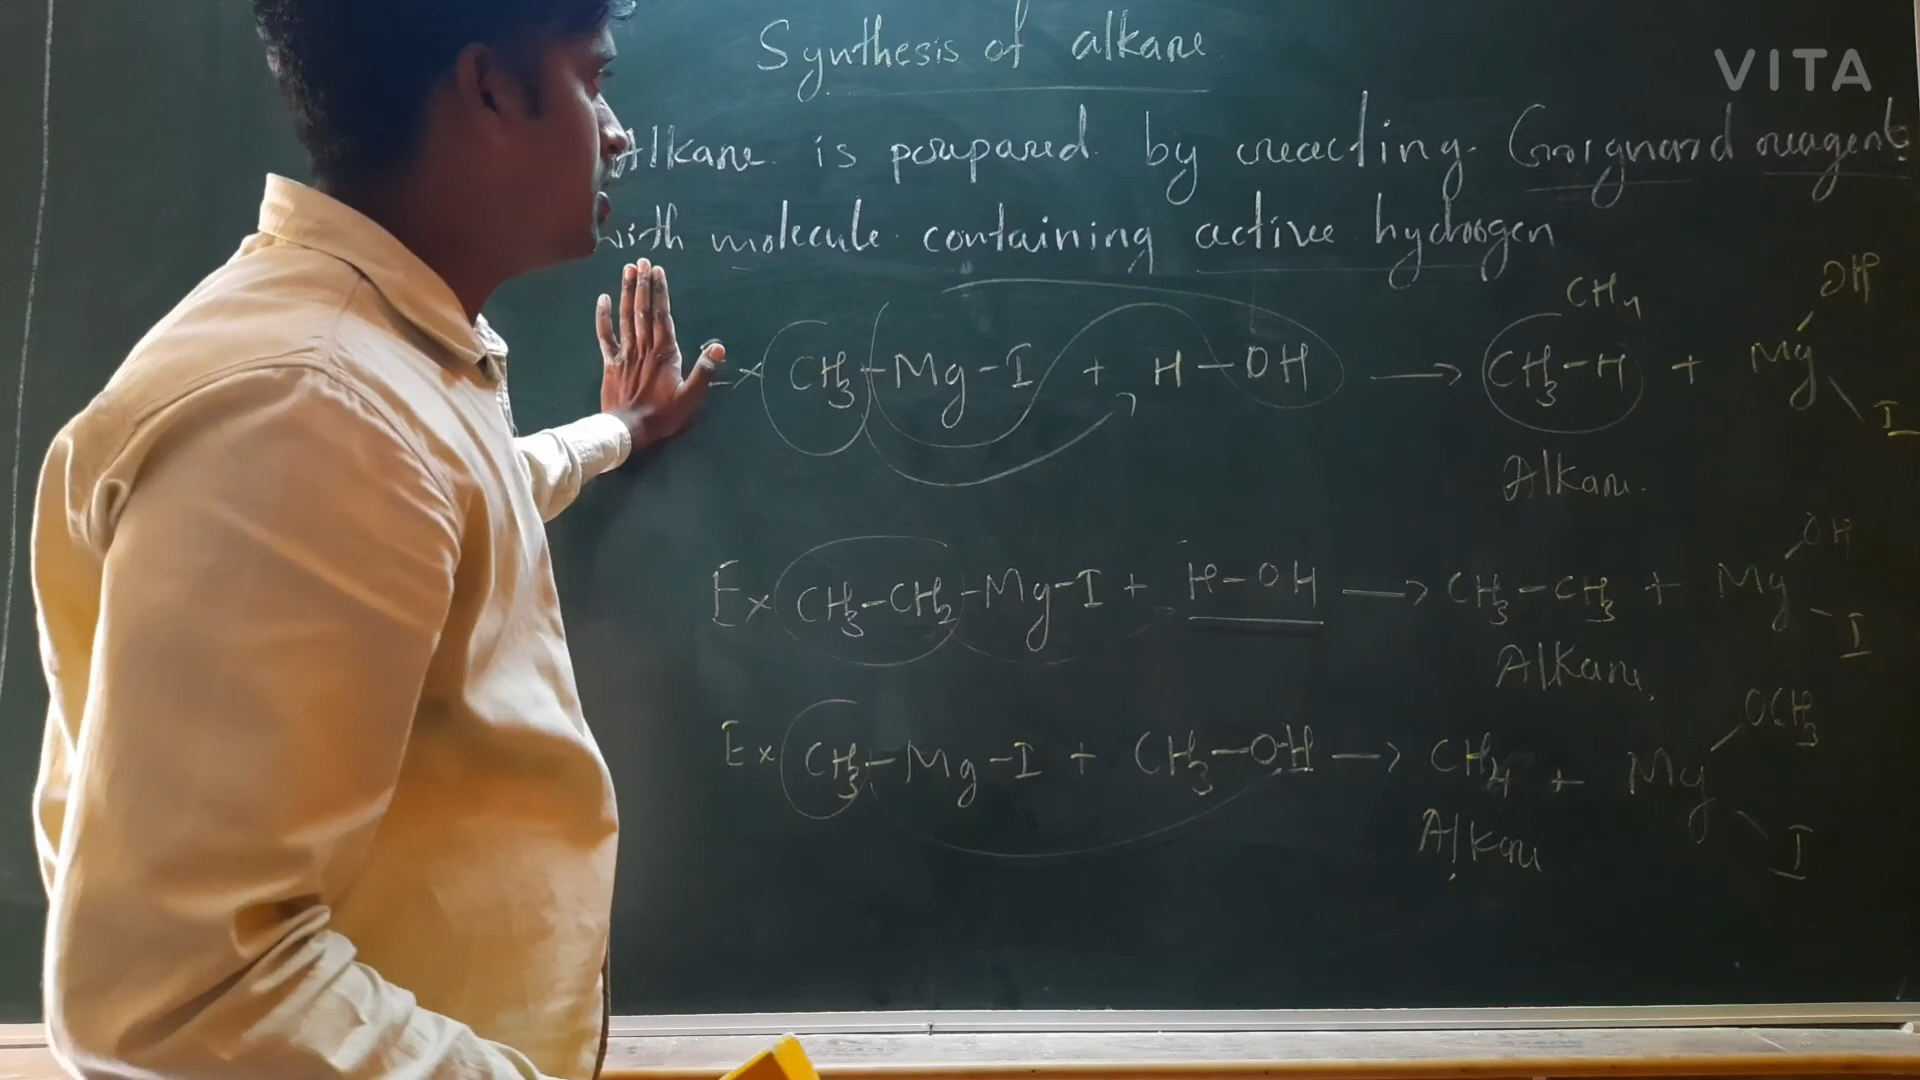 VITA
Synthesis of alkane
Alkane is prepared by reacting Grignard reagent
with molecule containing active hydrogen
CH4 OH
Ex CH3-Mg-I + H-OH → CH3-H + Mg
I
Alkane
OH
Ex CH3-CH2-Mg-I + H-OH → CH3-CH3 + Mg
I
Alkane
OCH3
Ex CH3-Mg-I + CH3-OH → CH4 + Mg
Alkane I